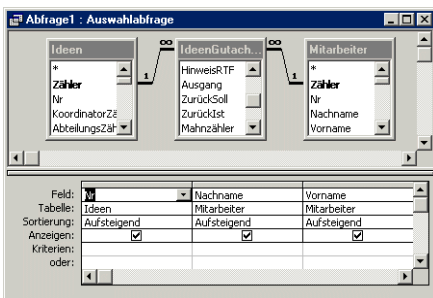 Abfrage1 : Auswahlabfrage
Ideen
*
Zähler
Nr
KoordinatorZä
AbteilungsZäh
1
∞
IdeenGutach...
HinweisRTF
Ausgang
ZurückSoll
ZurückIst
Mahnzähler
∞
1
Mitarbeiter
*
Zähler
Nr
Nachname
Vorname
Feld: Nr Nachname Vorname
Tabelle: Ideen Mitarbeiter Mitarbeiter
Sortierung: Aufsteigend Aufsteigend Aufsteigend
Anzeigen:
Kriterien:
oder: